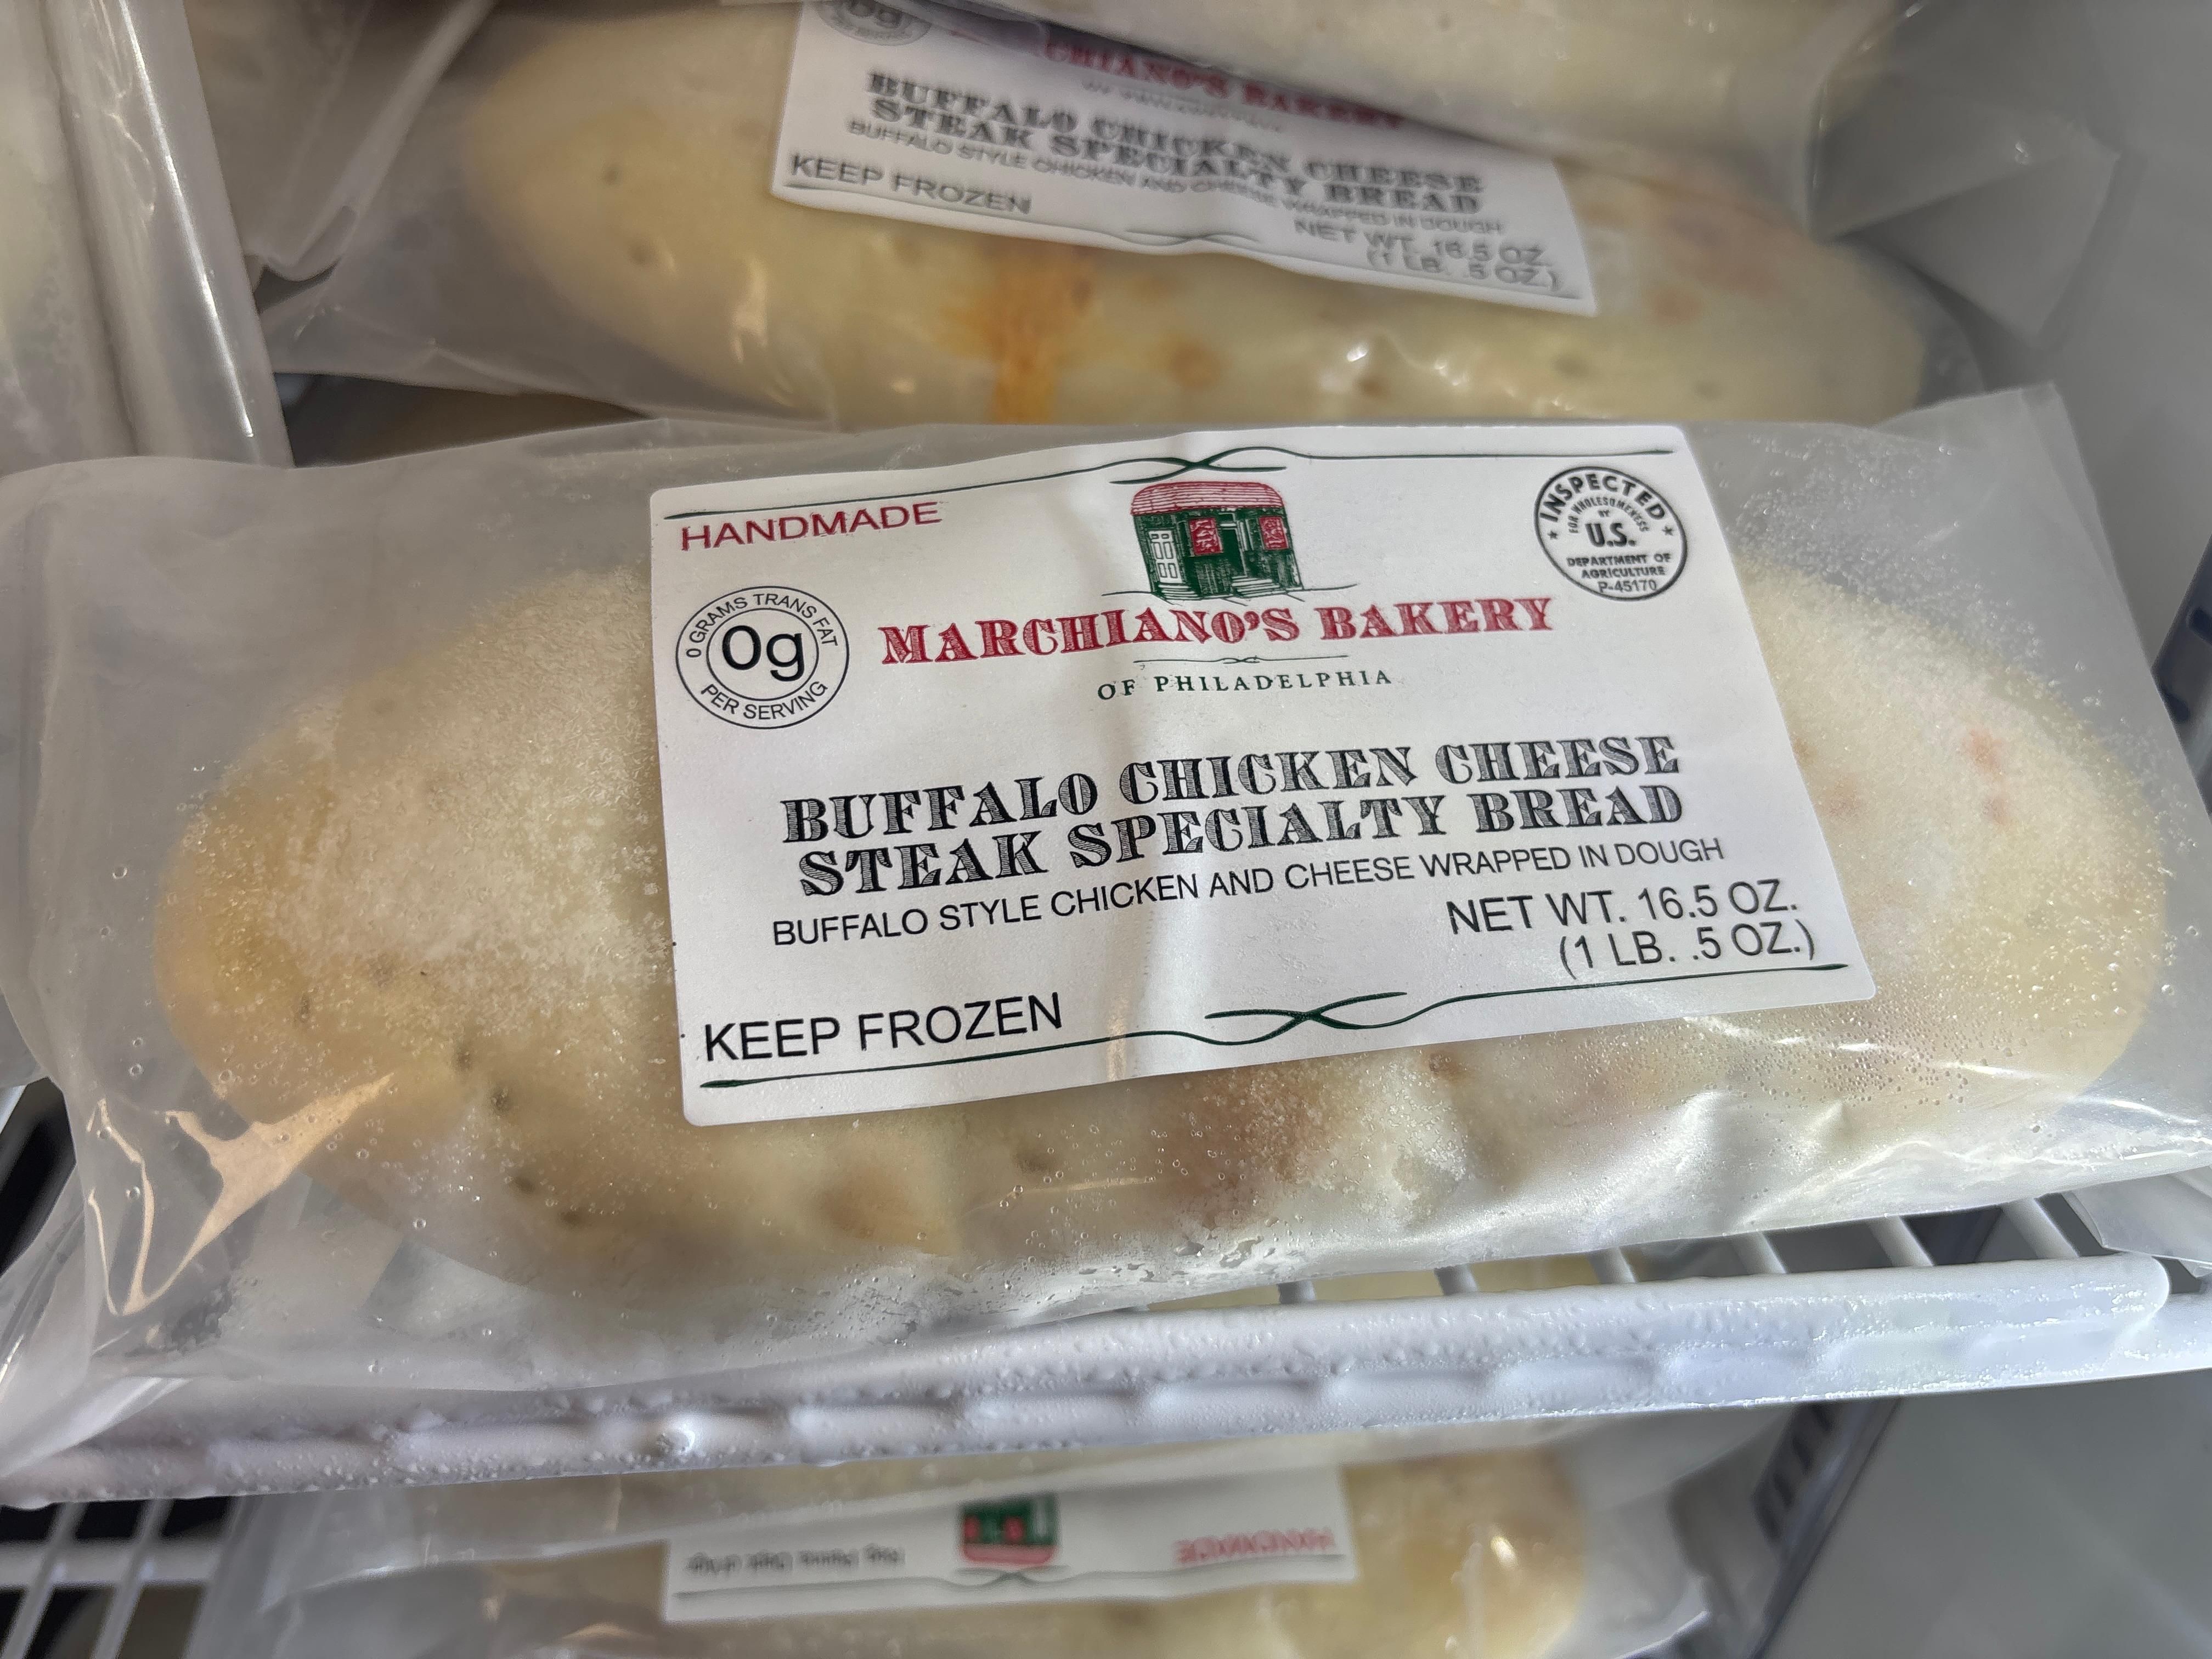 CHIANO'S BAKERY
BUFFALO CHICKEN CHEESE
STEAK SPECIALTY BREAD
BUFFALO STYLE CHICKEN AND CHEESE WRAPPED IN DOUGH
KEEP FROZEN
NET WT. 16.5 OZ.
(1 LB. .5 OZ.)
HANDMADE
0 GRAMS TRANS FAT
0g
PER SERVING
MARCHIANO'S BAKERY
OF PHILADELPHIA
INSPECTED
FOR WHOLESOMENESS
BY
U.S.
DEPARTMENT OF
AGRICULTURE
P-45170
BUFFALO CHICKEN CHEESE
STEAK SPECIALTY BREAD
BUFFALO STYLE CHICKEN AND CHEESE WRAPPED IN DOUGH
NET WT. 16.5 OZ.
(1 LB. .5 OZ.)
KEEP FROZEN
HANDMADE